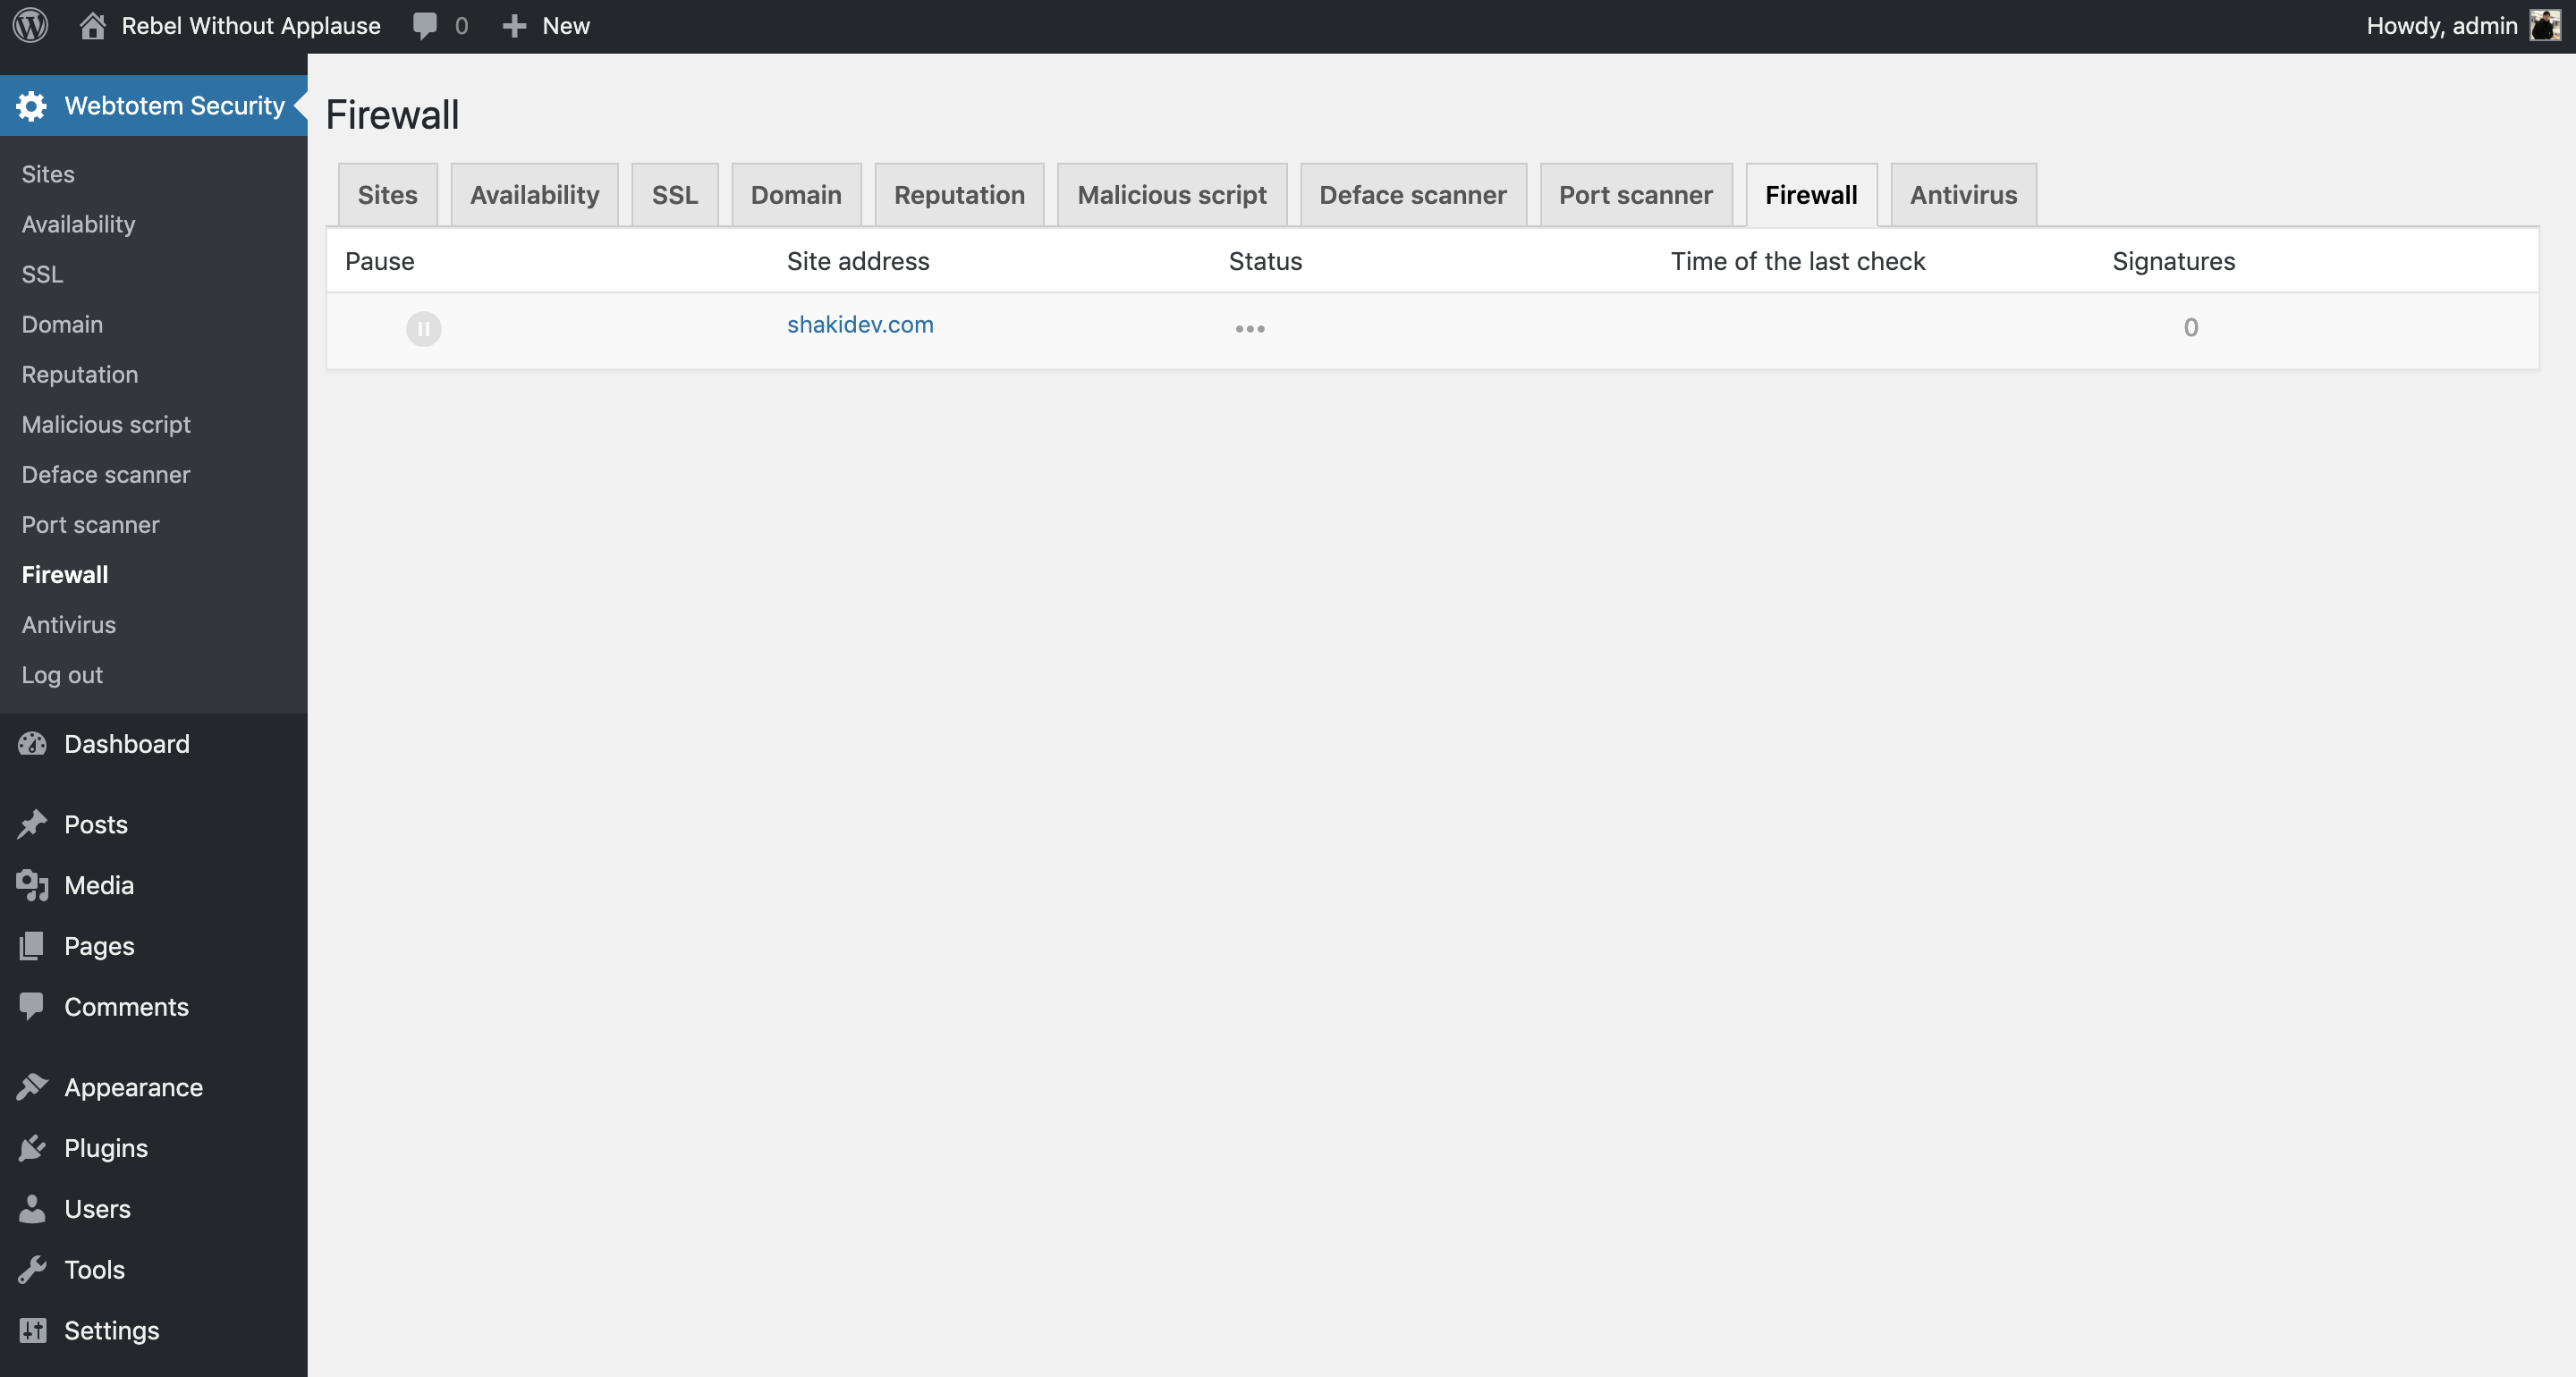 Rebel Without Applause 0 New Howdy, admin
Webtotem Security
Sites
Availability
SSL
Domain
Reputation
Malicious script
Deface scanner
Port scanner
Firewall
Antivirus
Log out
Dashboard
Posts
Media
Pages
Comments
Appearance
Plugins
Users
Tools
Settings
Firewall
Sites Availability SSL Domain Reputation Malicious script Deface scanner Port scanner Firewall Antivirus
Pause Site address Status Time of the last check Signatures
shakidev.com 0